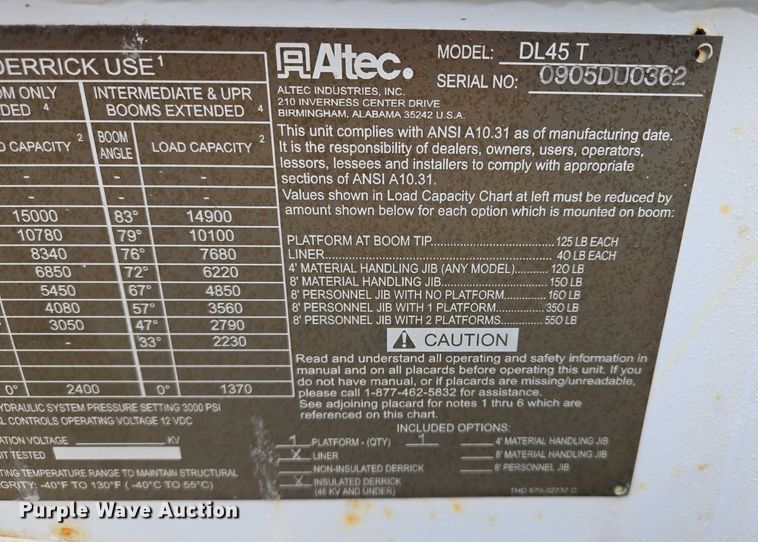 DERRICK USE¹
OM ONLY
DED 4
INTERMEDIATE & UPR
BOOMS EXTENDED 4
D CAPACITY 2
BOOM
ANGLE
LOAD CAPACITY 2
- - -
- - -
15000 83° 14900
10780 79° 10100
8340 76° 7680
6850 72° 6220
5450 67° 4850
4080 57° 3560
3050 47° 2790
- 33° 2230
0° 2400 0° 1370
YDRAULIC SYSTEM PRESSURE SETTING 3000 PSI
L CONTROLS OPERATING VOLTAGE 12 VDC
ATION VOLTAGE KV
IT TESTED
TING TEMPERATURE RANGE TO MAINTAIN STRUCTURAL
GRITY: -40°F TO 130°F ( -40°C TO 55°C)
Altec.
MODEL: DL45 T
SERIAL NO: 0905DU0362
ALTEC INDUSTRIES, INC.
210 INVERNESS CENTER DRIVE
BIRMINGHAM, ALABAMA 35242 U.S.A.
This unit complies with ANSI A10.31 as of manufacturing date.
It is the responsibility of dealers, owners, users, operators,
lessors, lessees and installers to comply with appropriate
sections of ANSI A10.31.
Values shown in Load Capacity Chart at left must be reduced by
amount shown below for each option which is mounted on boom:
PLATFORM AT BOOM TIP............................125 LB EACH
LINER..........................................................40 LB EACH
4' MATERIAL HANDLING JIB (ANY MODEL)......120 LB
8' MATERIAL HANDLING JIB..........................150 LB
8' PERSONNEL JIB WITH NO PLATFORM..........160 LB
8' PERSONNEL JIB WITH 1 PLATFORM.............350 LB
8' PERSONNEL JIB WITH 2 PLATFORMS............550 LB
CAUTION
Read and understand all operating and safety information in
manual and on all placards before operating this unit. If you
do not have manual, or if placards are missing/unreadable,
please call 1-877-462-5832 for assistance.
See adjoining placard for notes 1 thru 6 which are
referenced on this chart.
INCLUDED OPTIONS:
1 PLATFORM - (QTY) 1 4' MATERIAL HANDLING JIB
X LINER 8' MATERIAL HANDLING JIB
NON-INSULATED DERRICK 8' PERSONNEL JIB
X INSULATED DERRICK
(46 KV AND UNDER)
THD 670-02732 C
Purple Wave Auction